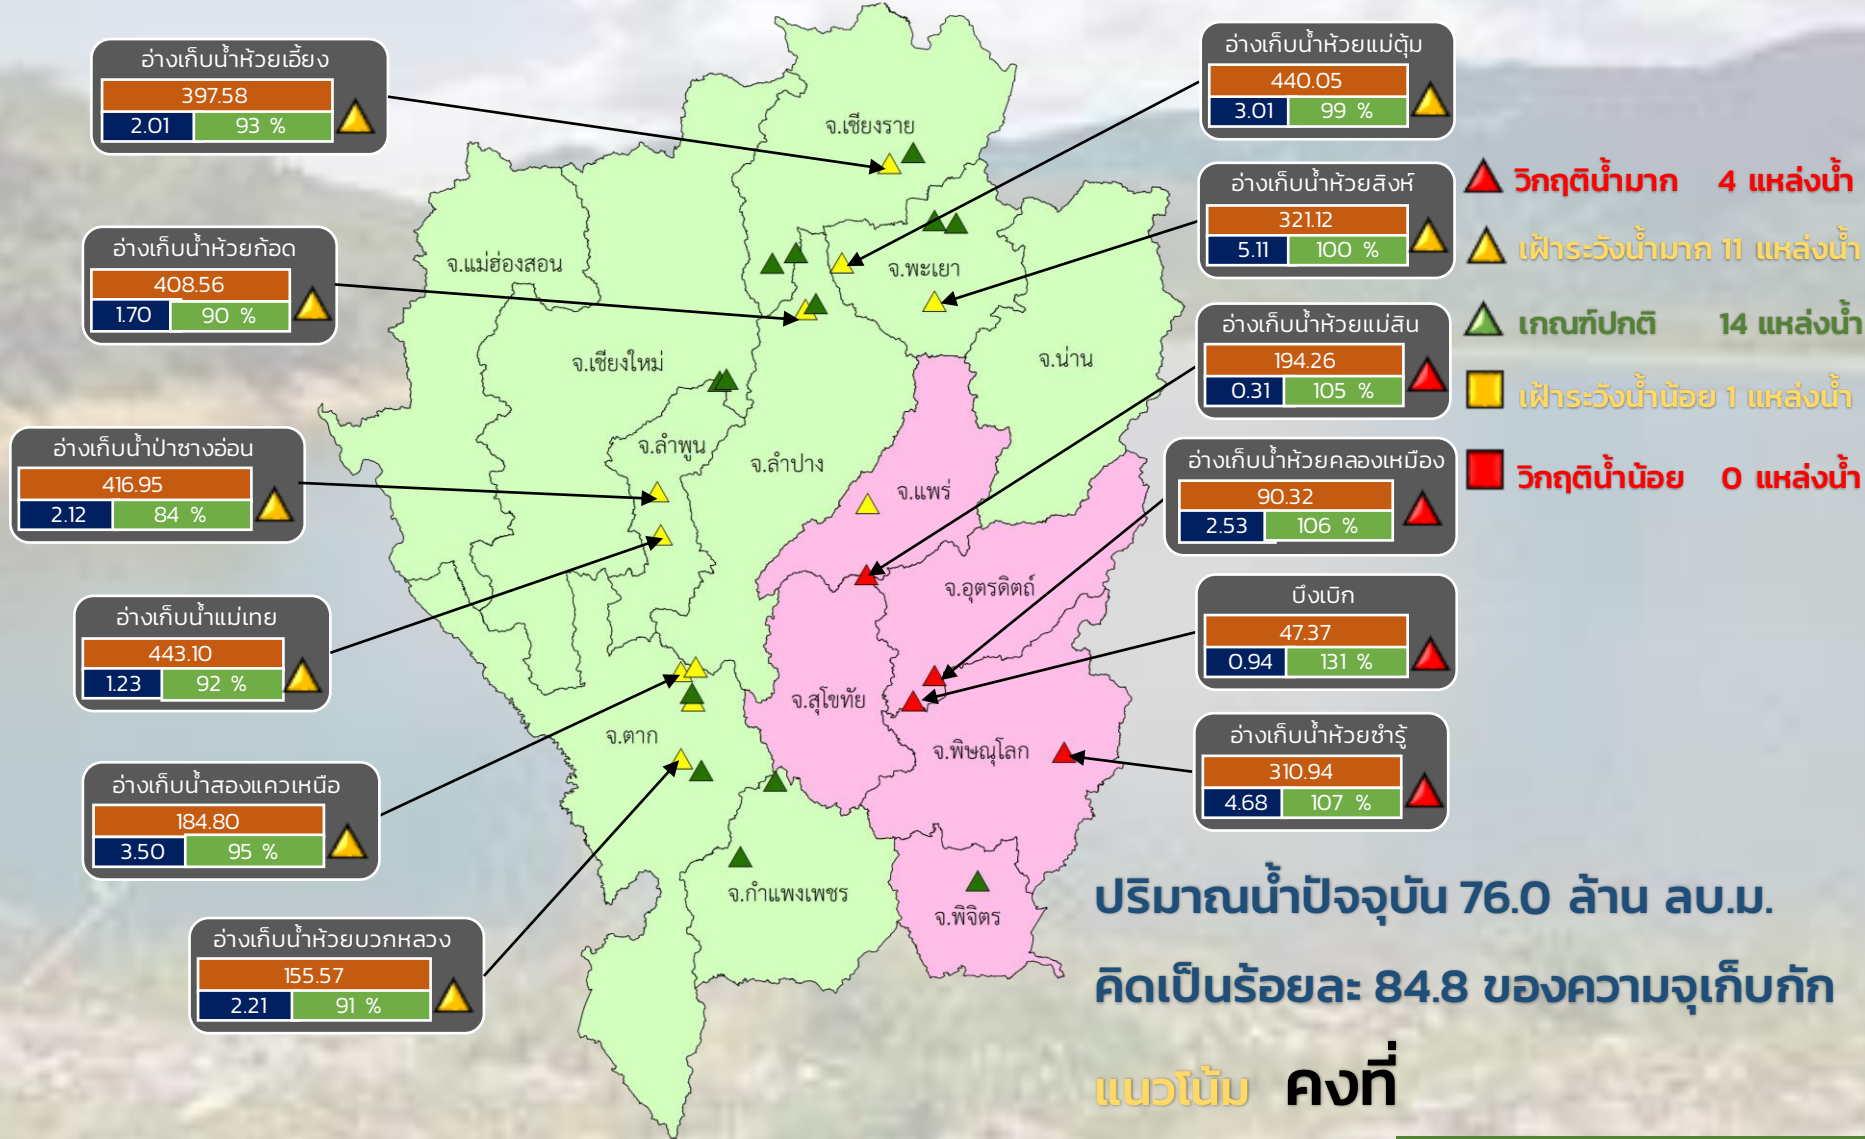 อ่างเก็บน้ำห้วยเอี้ยง
397.58
2.01 93 %
อ่างเก็บน้ำห้วยก้อด
408.56
1.70 90 %
อ่างเก็บน้ำป่าซางอ่อน
416.95
2.12 84 %
อ่างเก็บน้ำแม่เทย
443.10
1.23 92 %
อ่างเก็บน้ำสองแควเหนือ
184.80
3.50 95 %
อ่างเก็บน้ำห้วยบวกหลวง
155.57
2.21 91 %
จ.เชียงราย
จ.แม่ฮ่องสอน
จ.พะเยา
จ.เชียงใหม่
จ.น่าน
จ.ลำพูน
จ.ลำปาง
จ.แพร่
จ.อุตรดิตถ์
จ.สุโขทัย
จ.ตาก
จ.พิษณุโลก
จ.กำแพงเพชร
จ.พิจิตร
อ่างเก็บน้ำห้วยแม่ตุ้ม
440.05
3.01 99 %
อ่างเก็บน้ำห้วยสิงห์
321.12
5.11 100 %
อ่างเก็บน้ำห้วยแม่สิน
194.26
0.31 105 %
อ่างเก็บน้ำห้วยคลองเหมือง
90.32
2.53 106 %
บึงเบิก
47.37
0.94 131 %
อ่างเก็บน้ำห้วยซำรู้
310.94
4.68 107 %
วิกฤติน้ำมาก 4 แหล่งน้ำ
เฝ้าระวังน้ำมาก 11 แหล่งน้ำ
เกณฑ์ปกติ 14 แหล่งน้ำ
เฝ้าระวังน้ำน้อย 1 แหล่งน้ำ
วิกฤติน้ำน้อย 0 แหล่งน้ำ
ปริมาณน้ำปัจจุบัน 76.0 ล้าน ลบ.ม.
คิดเป็นร้อยละ 84.8 ของความจุเก็บกัก
แนวโน้ม คงที่